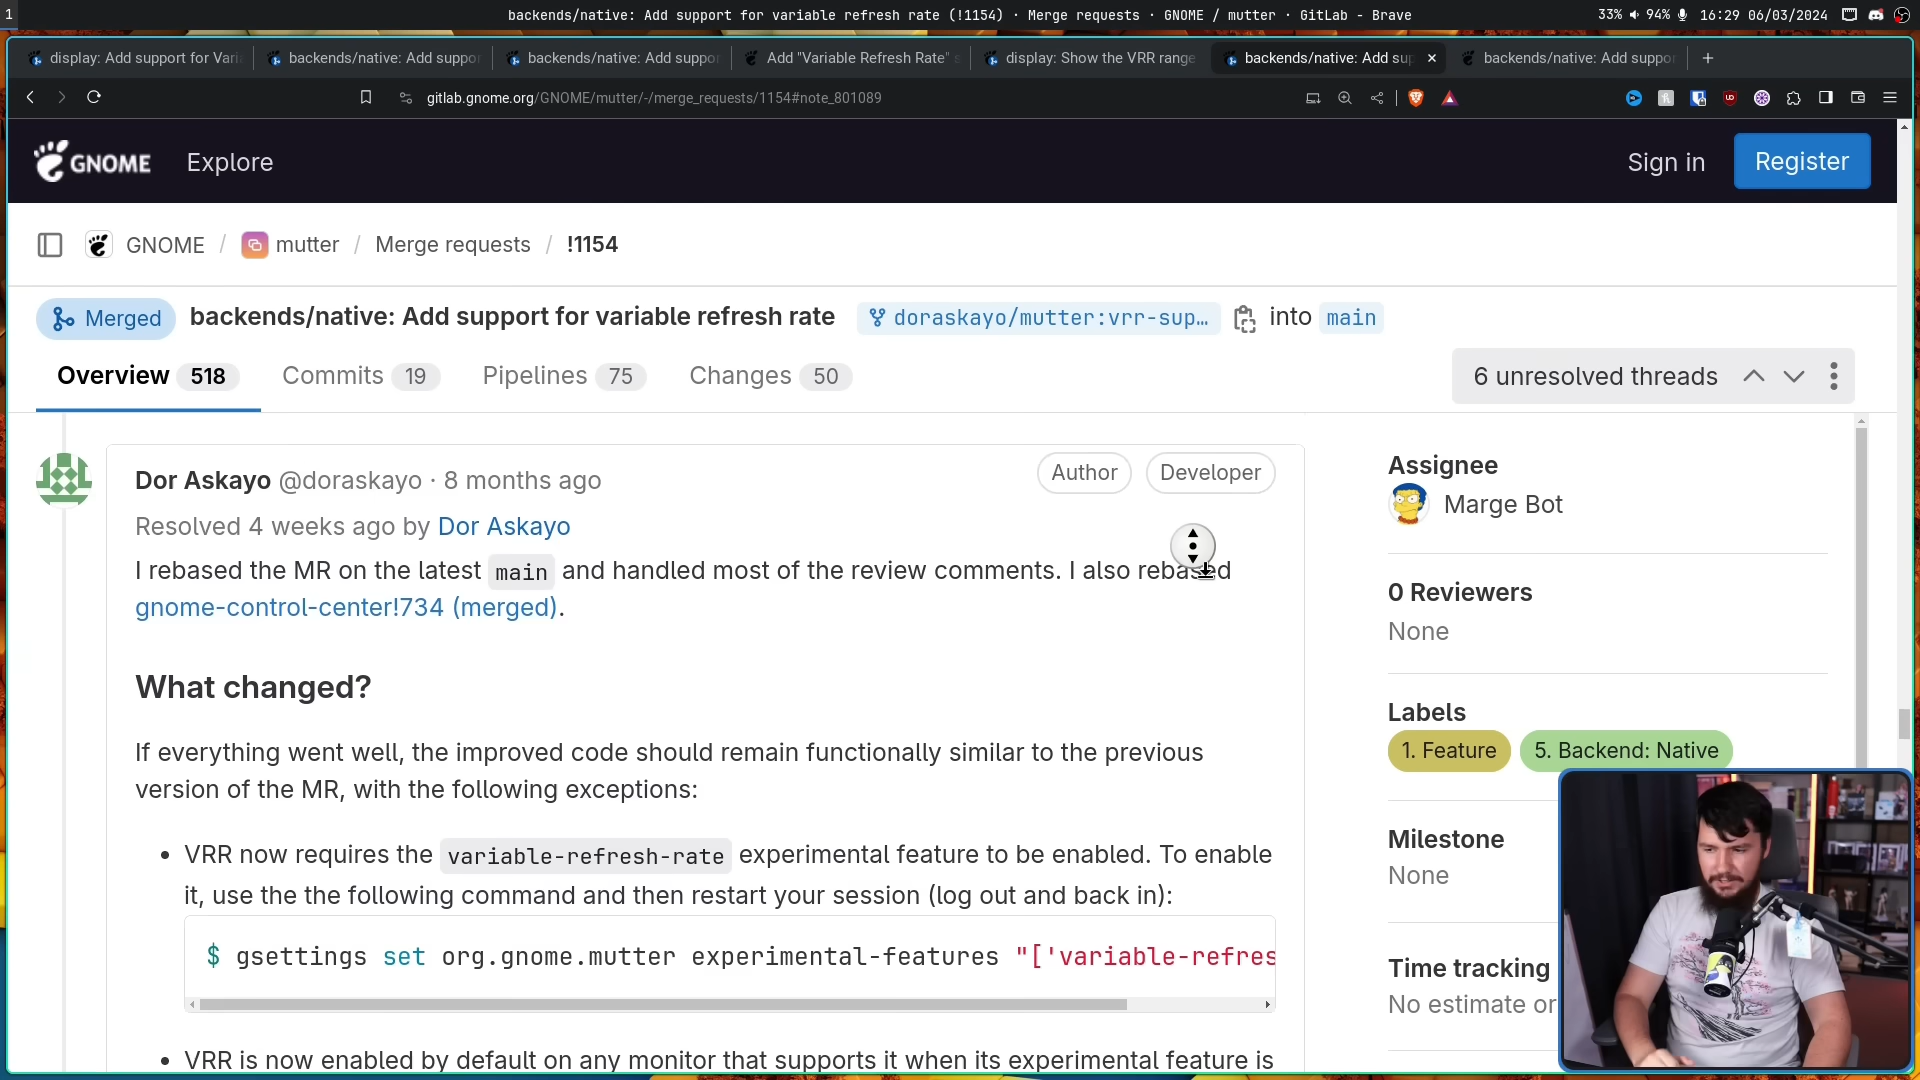 1
backends/native: Add support for variable refresh rate (!1154) · Merge requests · GNOME / mutter · GitLab - Brave
33% 94% 16:29 06/03/2024
display: Add support for Vari
backends/native: Add suppor
backends/native: Add suppor
Add "Variable Refresh Rate" s
display: Show the VRR range
backends/native: Add sup
backends/native: Add suppor
gitlab.gnome.org/GNOME/mutter/-/merge_requests/1154#note_801089
GNOME Explore Sign in Register
GNOME / mutter / Merge requests / !1154
Merged backends/native: Add support for variable refresh rate doraskayo/mutter:vrr-sup… into main
Overview 518 Commits 19 Pipelines 75 Changes 50 6 unresolved threads
Dor Askayo @doraskayo · 8 months ago Author Developer
Resolved 4 weeks ago by Dor Askayo
I rebased the MR on the latest main and handled most of the review comments. I also rebased
gnome-control-center!734 (merged).
What changed?
If everything went well, the improved code should remain functionally similar to the previous
version of the MR, with the following exceptions:
• VRR now requires the variable-refresh-rate experimental feature to be enabled. To enable
it, use the the following command and then restart your session (log out and back in):
$ gsettings set org.gnome.mutter experimental-features "['variable-refres
• VRR is now enabled by default on any monitor that supports it when its experimental feature is
Assignee
Marge Bot
0 Reviewers
None
Labels
1. Feature 5. Backend: Native
Milestone
None
Time tracking
No estimate or